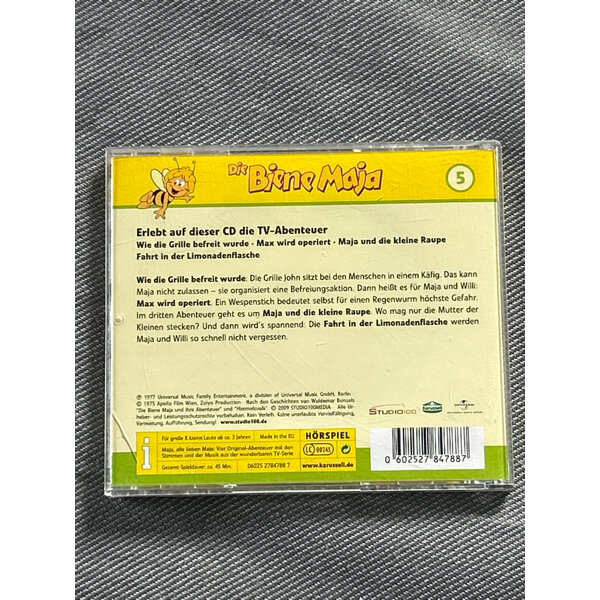 Die Biene Maja
5
Erlebt auf dieser CD die TV-Abenteuer
Wie die Grille befreit wurde · Max wird operiert · Maja und die kleine Raupe
Fahrt in der Limonadenflasche
Wie die Grille befreit wurde: Die Grille John sitzt bei den Menschen in einem Käfig. Das kann
Maja nicht zulassen – sie organisiert eine Befreiungsaktion. Dann heißt es für Maja und Willi:
Max wird operiert. Ein Wespenstich bedeutet selbst für einen Regenwurm höchste Gefahr.
Im dritten Abenteuer geht es um Maja und die kleine Raupe. Wo mag nur die Mutter der
Kleinen stecken? Und dann wird's spannend: Die Fahrt in der Limonadenflasche werden
Maja und Willi so schnell nicht vergessen.
℗ 1977 Universal Music Family Entertainment, a division of Universal Music GmbH, Berlin
© 1975 Apollo Film Wien, Zuiyo Production · Nach den Geschichten von Waldemar Bonsels
"Die Biene Maja und ihre Abenteuer" und "Himmelsvolk" © 2009 STUDIO100MEDIA Alle Ur-
heber- und Leistungsschutzrechte vorbehalten. Kein Verleih. Keine unerlaubte Vervielfältigung,
Vermietung, Aufführung, Sendung! www.studio100.de
STUDIO100
Karussell
UNIVERSAL
i
Für große & kleine Leute ab ca. 3 Jahren
Made in the EU
HÖRSPIEL
Maja, alle lieben Maja: Vier Original-Abenteuer mit den
Stimmen und der Musik aus der wunderbaren TV-Serie
LC 00245
Gesamt-Spieldauer: ca. 45 Min.
06025 2784788 7
www.karussell.de
0 602527 847887